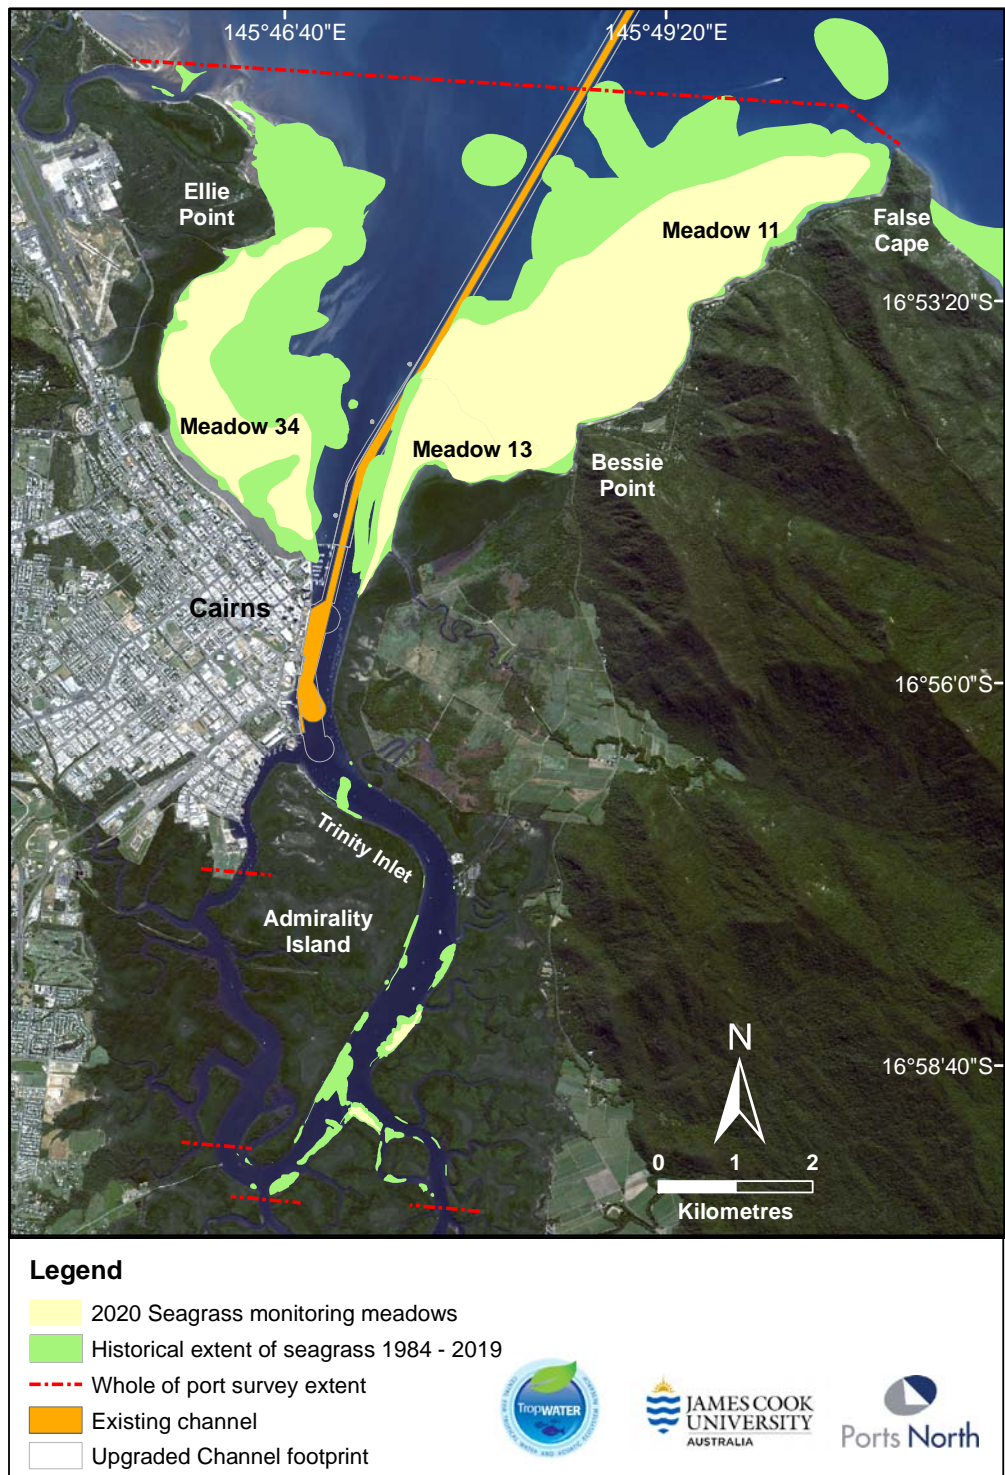 145°46'40"E
145°49'20"E
Ellie
Point
Meadow 11
False
Cape
16°53'20"S
Meadow 34
Meadow 13
Bessie
Point
Cairns
16°56'0"S
Trinity Inlet
Admirality
Island
N
16°58'40"S
0 1 2
Kilometres
Legend
2020 Seagrass monitoring meadows
Historical extent of seagrass 1984 - 2019
Whole of port survey extent
Existing channel
Upgraded Channel footprint
TropWATER
JAMES COOK
UNIVERSITY
AUSTRALIA
Ports North